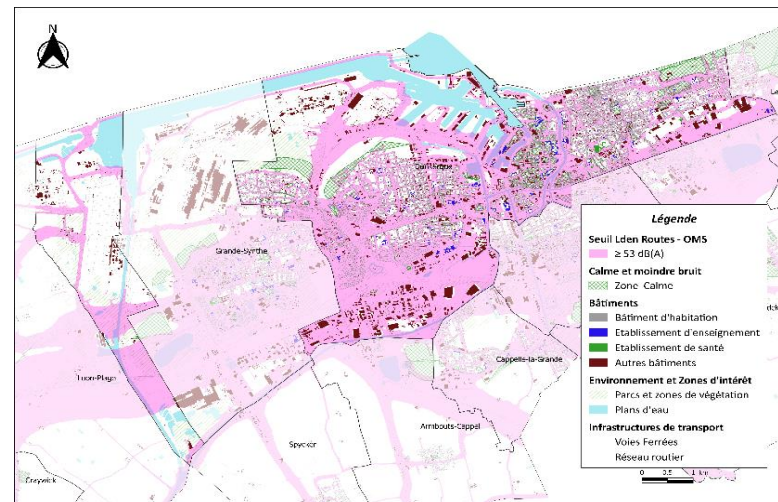 N
Dunkerque
Grande-Synthe
Loon-Plage
Cappelle-la-Grande
Armbouts-Cappel
Spycker
Craywick
Légende
Seuil Lden Routes - OMS
≥ 53 dB(A)
Calme et moindre bruit
Zone Calme
Bâtiments
Bâtiment d'habitation
Etablissement d'enseignement
Etablissement de santé
Autres bâtiments
Environnement et Zones d'intérêt
Parcs et zones de végétation
Plans d'eau
Infrastructures de transport
Voies Ferrées
Réseau routier
0 0.5 1 km